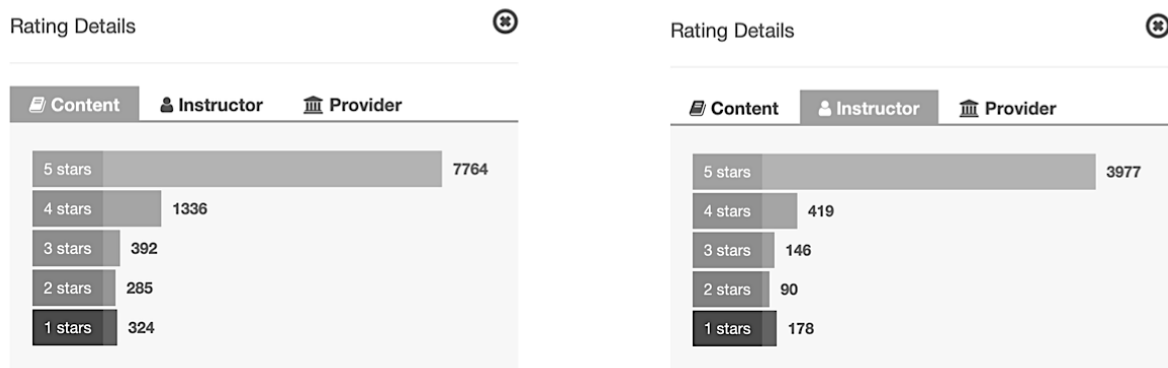 Rating Details
Content Instructor Provider
5 stars 7764
4 stars 1336
3 stars 392
2 stars 285
1 stars 324
Rating Details
Content Instructor Provider
5 stars 3977
4 stars 419
3 stars 146
2 stars 90
1 stars 178